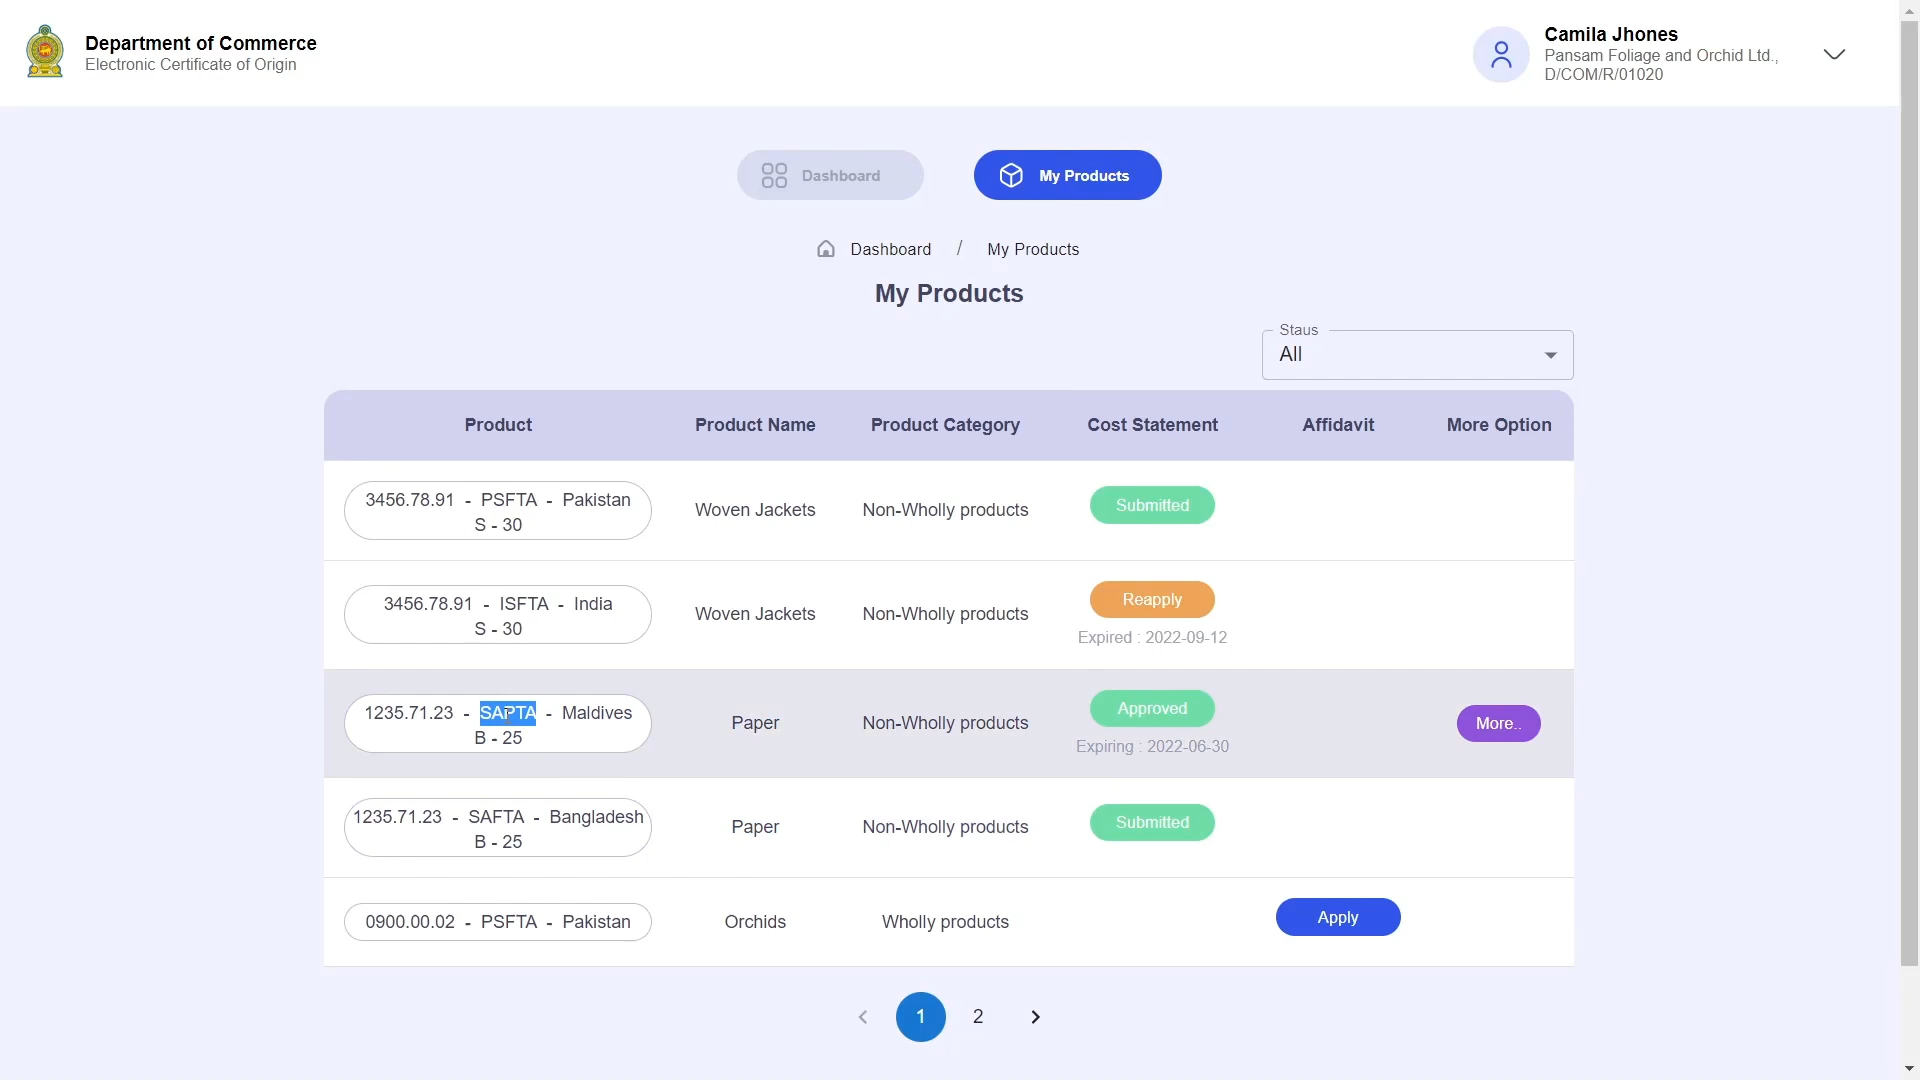 Department of Commerce
Electronic Certificate of Origin
Camila Jhones
Pansam Foliage and Orchid Ltd.,
D/COM/R/01020
Dashboard
My Products
Dashboard / My Products
My Products
Staus
All
Product Product Name Product Category Cost Statement Affidavit More Option
3456.78.91 - PSFTA - Pakistan
S - 30
Woven Jackets
Non-Wholly products
Submitted
3456.78.91 - ISFTA - India
S - 30
Woven Jackets
Non-Wholly products
Reapply
Expired : 2022-09-12
1235.71.23 - SAPTA - Maldives
B - 25
Paper
Non-Wholly products
Approved
Expiring : 2022-06-30
More..
1235.71.23 - SAFTA - Bangladesh
B - 25
Paper
Non-Wholly products
Submitted
0900.00.02 - PSFTA - Pakistan
Orchids
Wholly products
Apply
1 2